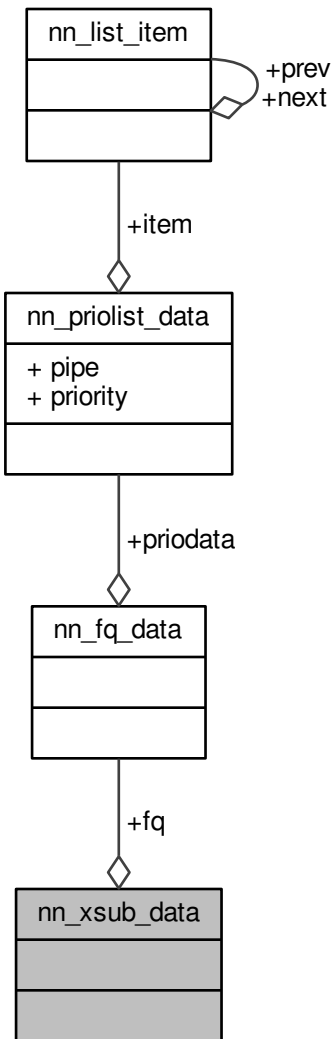 nn_list_item
+prev
+next
+item
nn_priolist_data
+ pipe
+ priority
+priodata
nn_fq_data
+fq
nn_xsub_data